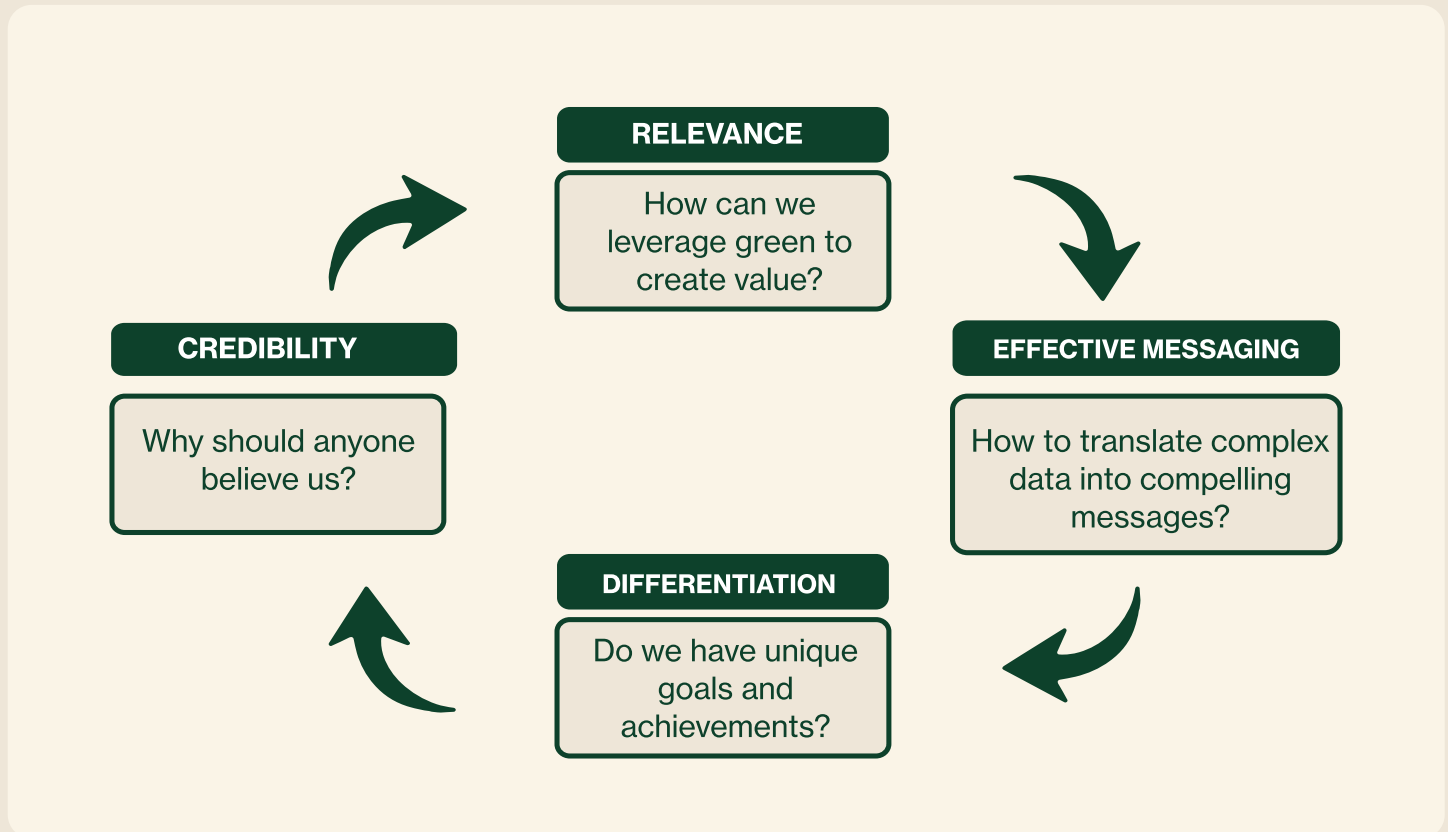 RELEVANCE
How can we
leverage green to
create value?
CREDIBILITY
Why should anyone
believe us?
EFFECTIVE MESSAGING
How to translate complex
data into compelling
messages?
DIFFERENTIATION
Do we have unique
goals and
achievements?